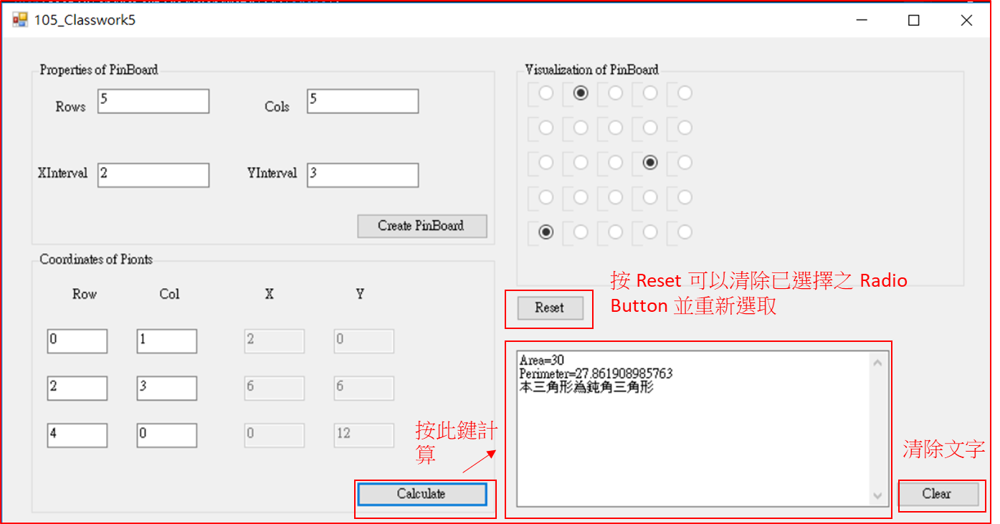 105_Classwork5
Properties of PinBoard
Rows 5 Cols 5
XInterval 2 YInterval 3
Create PinBoard
Coordinates of Pionts
Row Col X Y
0 1 2 0
2 3 6 6
4 0 0 12
按此鍵計
算
Calculate
Visualization of PinBoard
按 Reset 可以清除已選擇之 Radio
Button 並重新選取
Reset
Area=30
Perimeter=27.861908985763
本三角形為鈍角三角形
清除文字
Clear